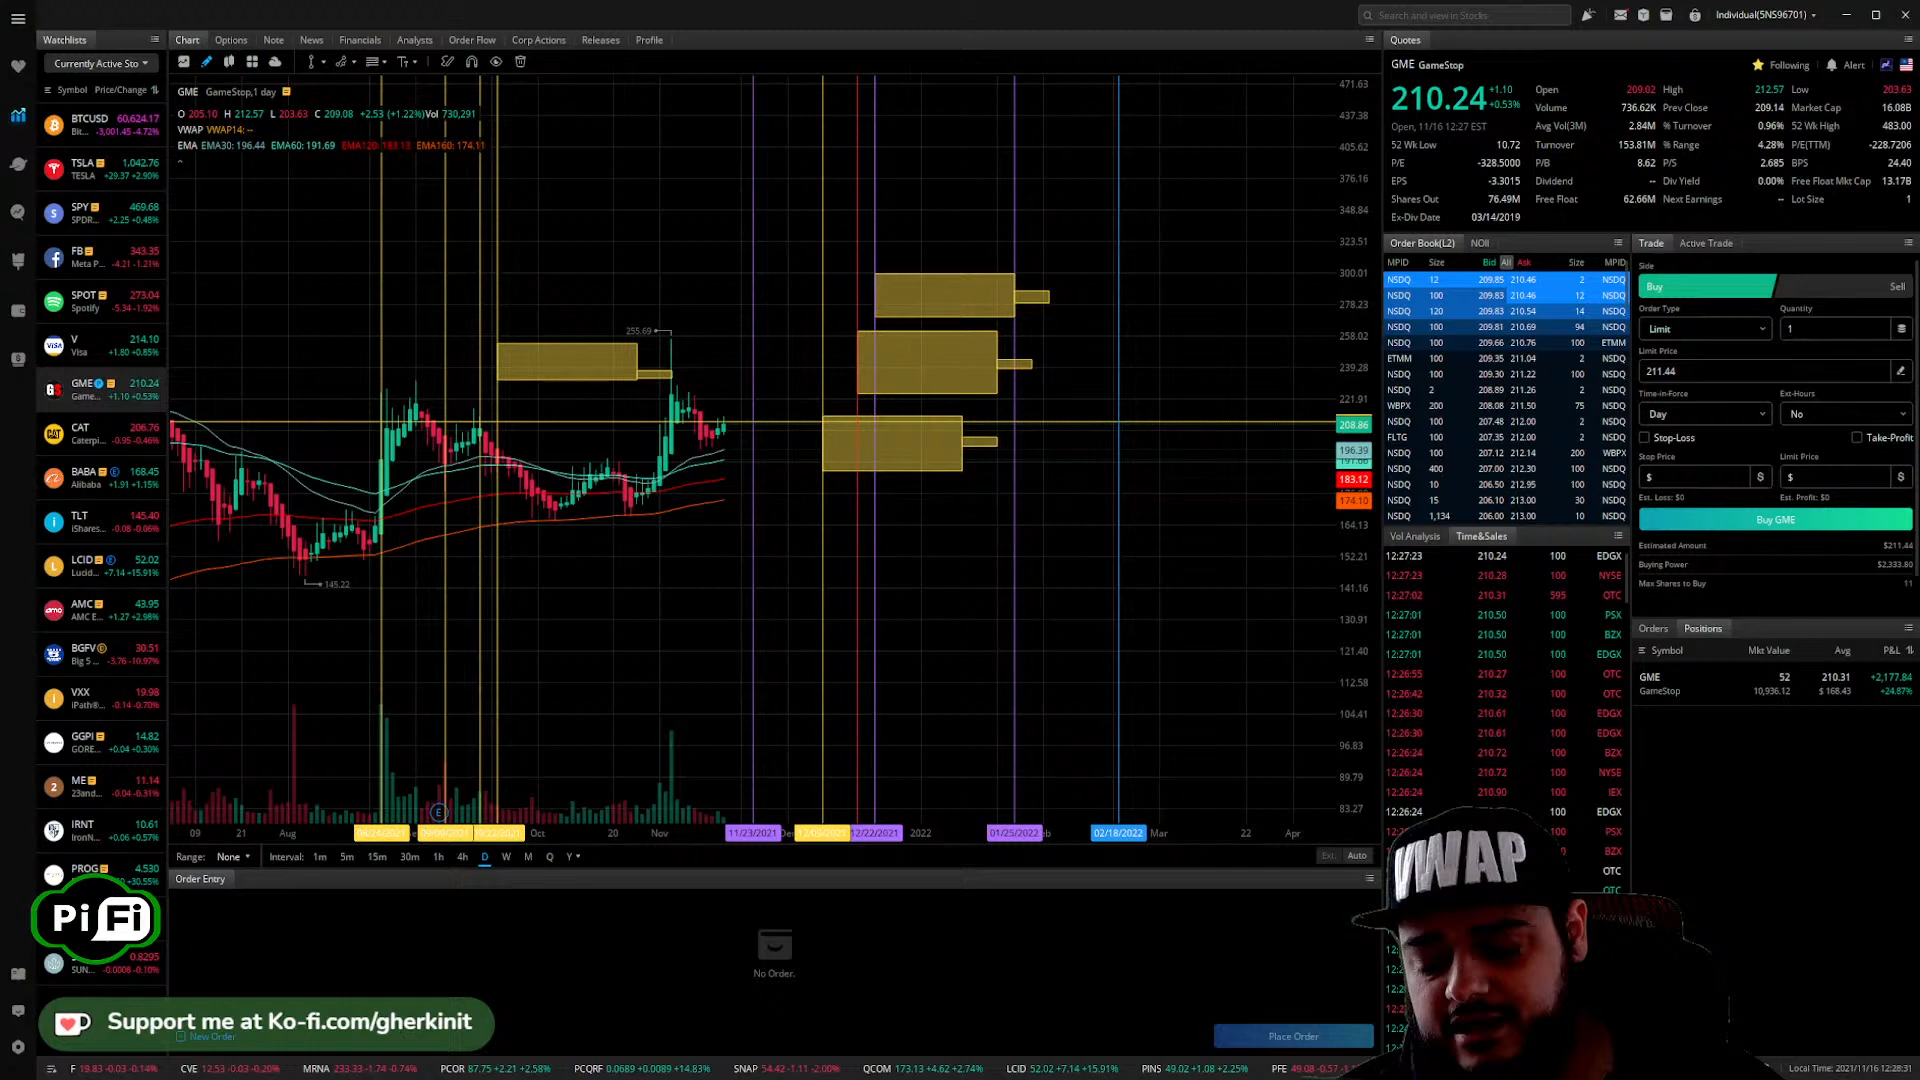 Search and view in Stocks
Individual(5NS96701)
Watchlists
Chart Options Note News Financials Analysts Order Flow Corp Actions Releases Profile
Quotes
Currently Active Sto
Symbol Price/Change
BTCUSD 60,624.17
Bit... -3,001.45 -4.72%
TSLA 1,042.76
TESLA +29.37 +2.90%
SPY 469.68
SPDR... +2.25 +0.48%
FB 343.35
Meta P... -4.21 -1.21%
SPOT 273.04
Spotify -5.34 -1.92%
V 214.10
Visa +1.80 +0.85%
GME 210.24
Game... +1.10 +0.53%
CAT 206.76
Caterpi... -0.95 -0.46%
BABA 168.45
Alibaba +1.91 +1.15%
TLT 145.40
iShares... -0.08 -0.06%
LCID 52.02
Lucid... +7.14 +15.91%
AMC 43.95
AMC E... +1.27 +2.98%
BGFV 30.51
Big 5 ... -3.76 -10.97%
VXX 19.98
iPath®... -0.14 -0.70%
GGPI 14.82
GORE... +0.04 +0.30%
ME 11.14
23and... -0.04 -0.31%
IRNT 10.61
IronN... +0.06 +0.57%
PROG 4.530
+30.55%
PiFi
0.8295
SUN... -0.0008 -0.10%
GME GameStop,1 day
O 205.10 H 212.57 L 203.63 C 209.08 +2.53 (+1.22%) Vol 730,291
VWAP VWAP14: --
EMA EMA30: 196.44 EMA60: 191.69 EMA120: 183.13 EMA160: 174.11
255.69
145.22
471.63
437.38
405.62
376.16
348.84
323.51
300.01
278.23
258.02
239.28
221.91
208.86
196.39
183.12
174.10
164.13
152.21
141.16
130.91
121.40
112.58
104.41
96.83
89.79
83.27
E
09 21 Aug 08/24/2021 Oct 20 Nov 11/23/2021 12/22/2021 2022 01/25/2022 02/18/2022 Mar 22 Apr
Range: None Interval: 1m 5m 15m 30m 1h 4h D W M Q Y
Ext. Auto
Order Entry
No Order.
New Order
Place Order
Support me at Ko-fi.com/gherkinit
GME GameStop
Following Alert
210.24 +1.10 +0.53%
Open, 11/16 12:27 EST
Open 209.02 High 212.57 Low 203.63
Volume 736.62K Prev Close 209.14 Market Cap 16.08B
Avg Vol(3M) 2.84M % Turnover 0.96% 52 Wk High 483.00
52 Wk Low 10.72 Turnover 153.81M % Range 4.28% P/E(TTM) -228.7206
P/E -328.5000 P/B 8.62 P/S 2.685 BPS 24.40
EPS -3.3015 Dividend -- Div Yield 0.00% Free Float Mkt Cap 13.17B
Shares Out 76.49M Free Float 62.66M Next Earnings -- Lot Size 1
Ex-Div Date 03/14/2019
Order Book(L2) NOII
MPID Size Bid All Ask Size MPID
NSDQ 12 209.85 210.46 2 NSDQ
NSDQ 100 209.83 210.46 12 NSDQ
NSDQ 120 209.83 210.54 14 NSDQ
NSDQ 100 209.81 210.69 94 NSDQ
NSDQ 100 209.66 210.76 100 ETMM
ETMM 100 209.35 211.04 2 NSDQ
NSDQ 100 209.30 211.22 100 NSDQ
NSDQ 2 208.89 211.26 2 NSDQ
WBPX 200 208.08 211.50 75 NSDQ
NSDQ 100 207.48 212.00 2 NSDQ
FLTG 100 207.35 212.00 2 NSDQ
NSDQ 100 207.12 212.14 200 WBPX
NSDQ 400 207.00 212.30 100 NSDQ
NSDQ 10 206.50 212.95 100 NSDQ
NSDQ 15 206.10 213.00 30 NSDQ
NSDQ 1,134 206.00 213.00 10 NSDQ
Vol Analysis Time&Sales
12:27:23 210.24 100 EDGX
12:27:23 210.28 100 NYSE
12:27:02 210.31 595 OTC
12:27:01 210.50 100 PSX
12:27:01 210.50 100 BZX
12:27:01 210.50 100 EDGX
12:26:55 210.27 100 OTC
12:26:42 210.32 100 OTC
12:26:30 210.61 100 EDGX
12:26:30 210.61 100 EDGX
12:26:24 210.72 100 BZX
12:26:24 210.72 100 NYSE
12:26:24 210.90 100 IEX
12:26:24 100 EDGX
PSX
BZX
OTC
OTC
VWAP
Trade Active Trade
Side
Buy Sell
Order Type Quantity
Limit 1
Limit Price
211.44
Time-in-Force Ext-Hours
Day No
Stop-Loss Take-Profit
Stop Price Limit Price
$ $ $ $
Est. Loss: $0 Est. Profit: $0
Buy GME
Estimated Amount $211.44
Buying Power $2,333.80
Max Shares to Buy 11
Orders Positions
Symbol Mkt Value Avg P&L
GME 52 210.31 +2,177.84
GameStop 10,936.12 $ 168.43 +24.87%
F 19.83 -0.03 -0.14% CVE 12.53 -0.03 -0.20% MRNA 233.33 -1.74 -0.74% PCOR 87.75 +2.21 +2.58% PCQRF 0.0689 +0.0089 +14.83% SNAP 54.42 -1.11 -2.00% QCOM 173.13 +4.62 +2.74% LCID 52.02 +7.14 +15.91% PINS 49.02 +1.08 +2.25% PFE 49.08 -0.57
Local Time: 2021/11/16 12:28:31